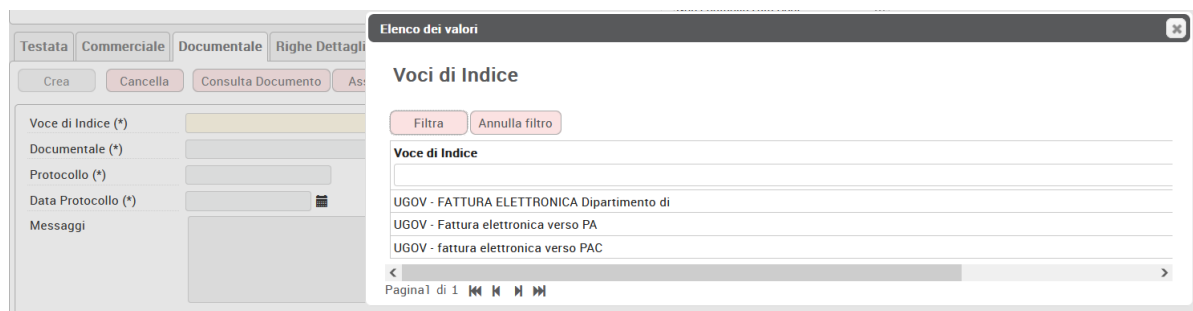 Elenco dei valori
Testata Commerciale Documentale Righe Dettagli
Crea Cancella Consulta Documento
Voci di Indice
Filtra Annulla filtro
Voce di Indice (*)
Documentale (*)
Protocollo (*)
Data Protocollo (*)
Messaggi
Voce di Indice
UGOV - FATTURA ELETTRONICA Dipartimento di
UGOV - Fattura elettronica verso PA
UGOV - fattura elettronica verso PAC
Pagina1 di 1